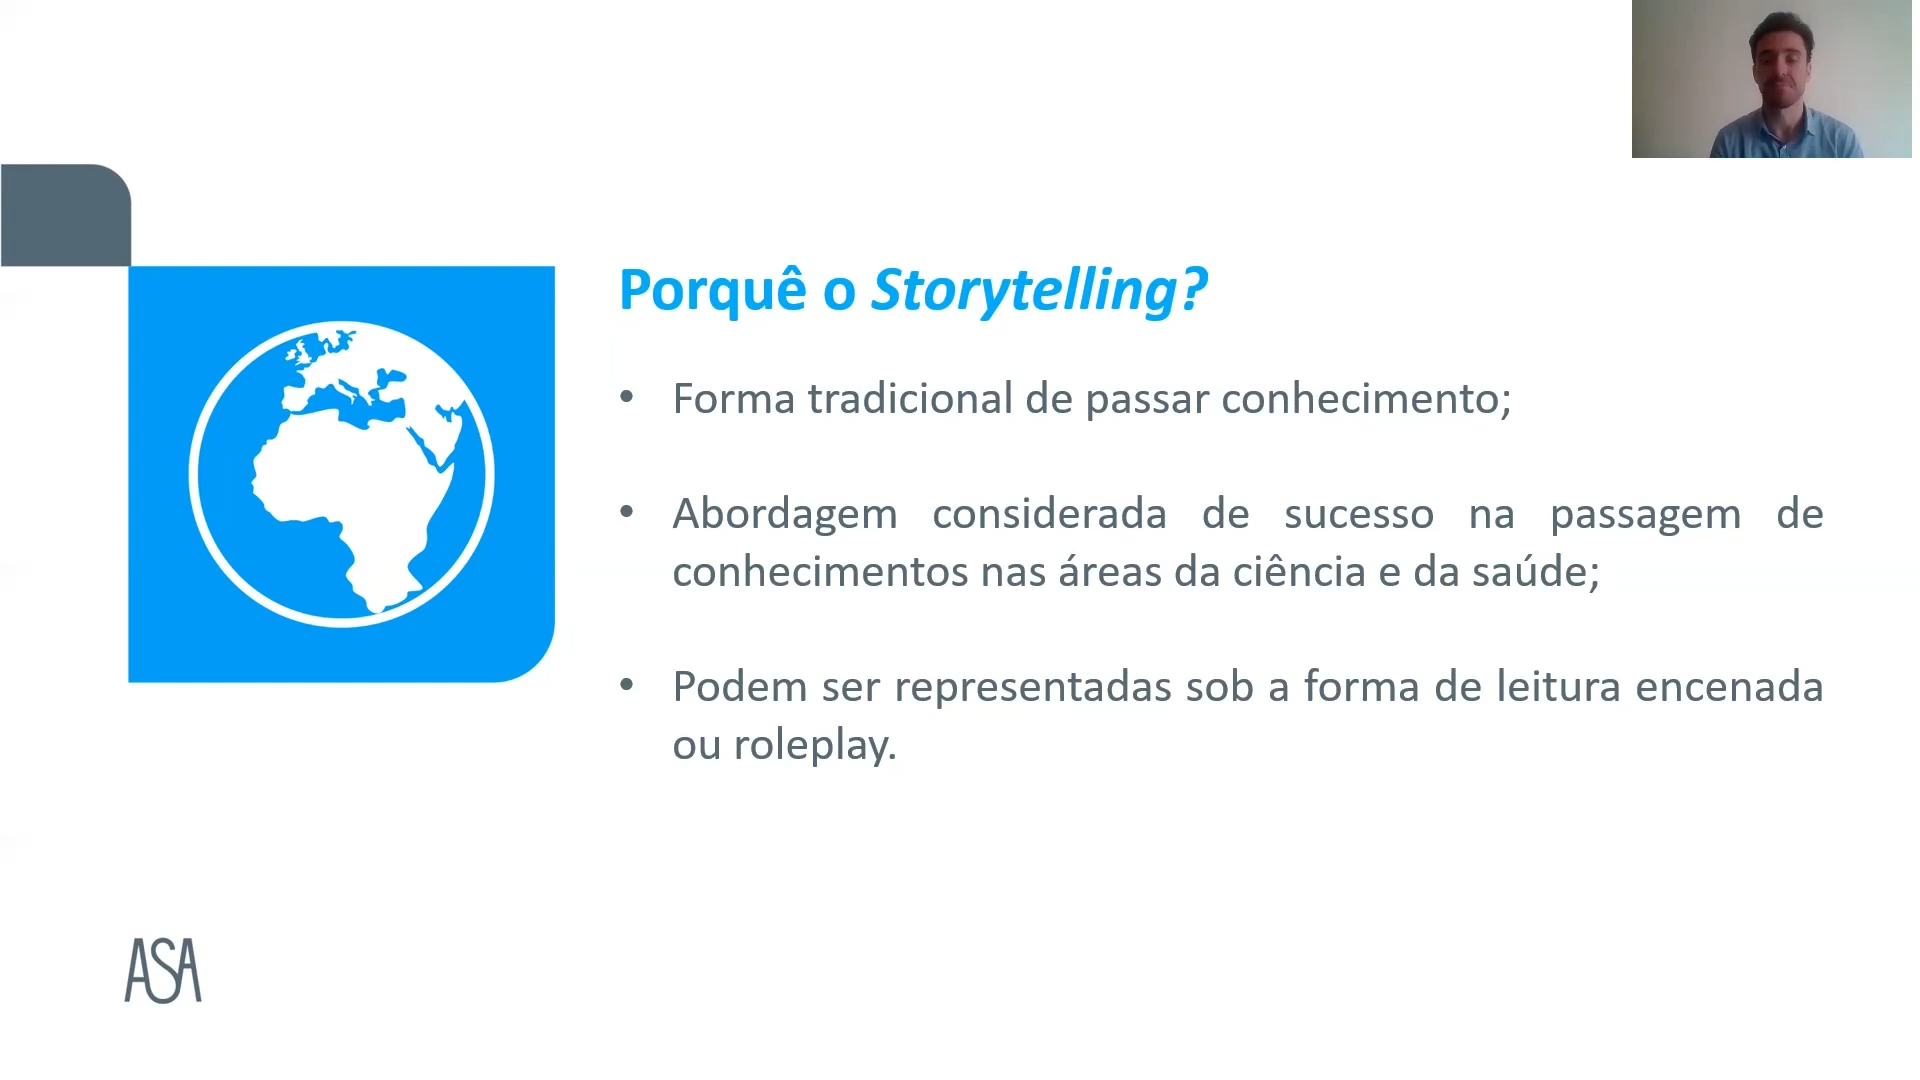 Porquê o Storytelling?
• Forma tradicional de passar conhecimento;
• Abordagem considerada de sucesso na passagem de
conhecimentos nas áreas da ciência e da saúde;
• Podem ser representadas sob a forma de leitura encenada
ou roleplay.
ASA